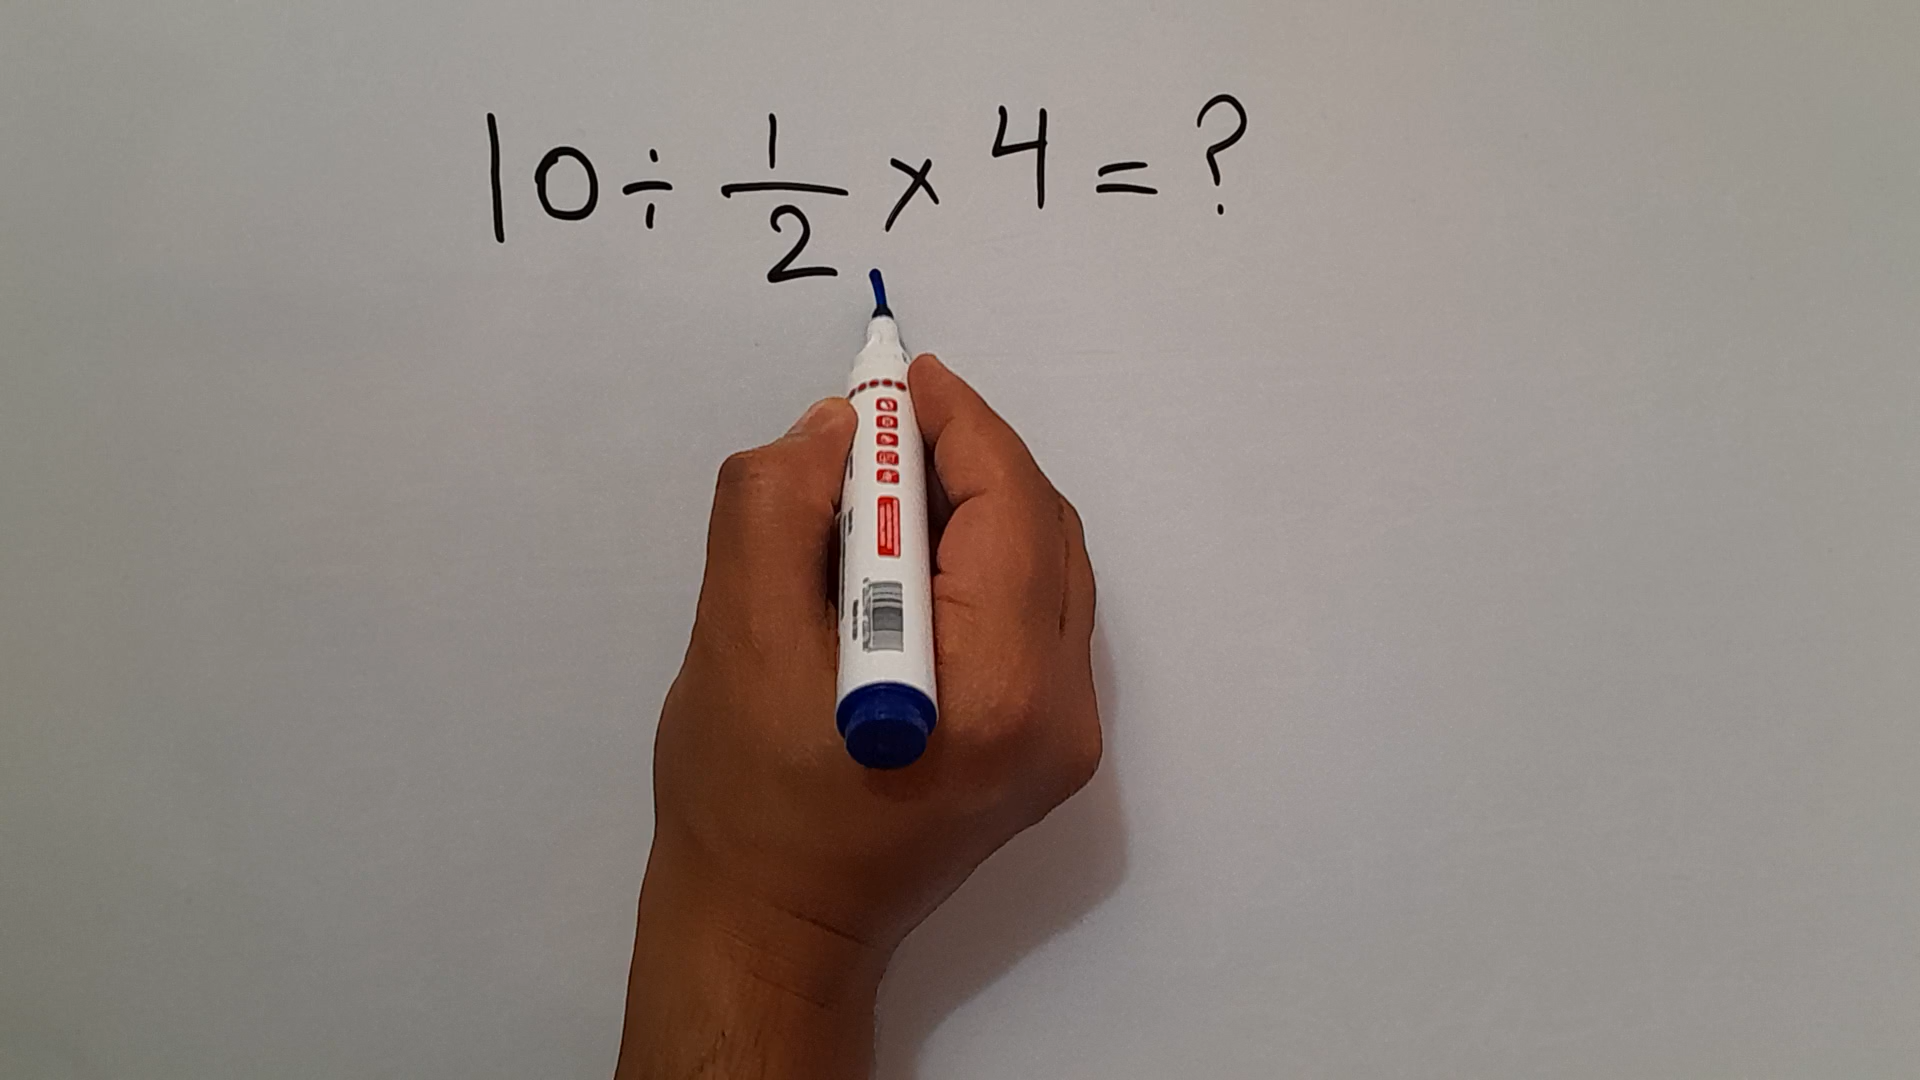 10 ÷ 1/2 × 4 = ?